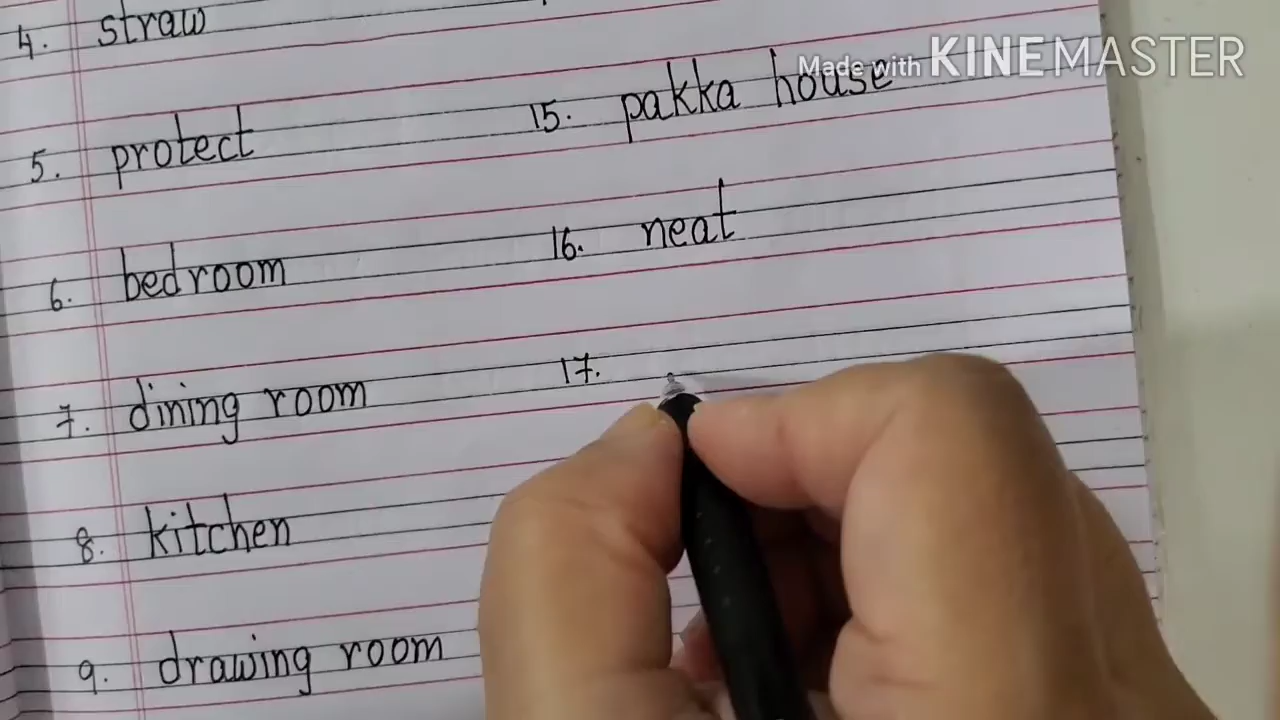 4. straw
5. protect
6. bedroom
7. dining room
8. kitchen
9. drawing room
15. pakka house
16. neat
17.
Made with KINEMASTER